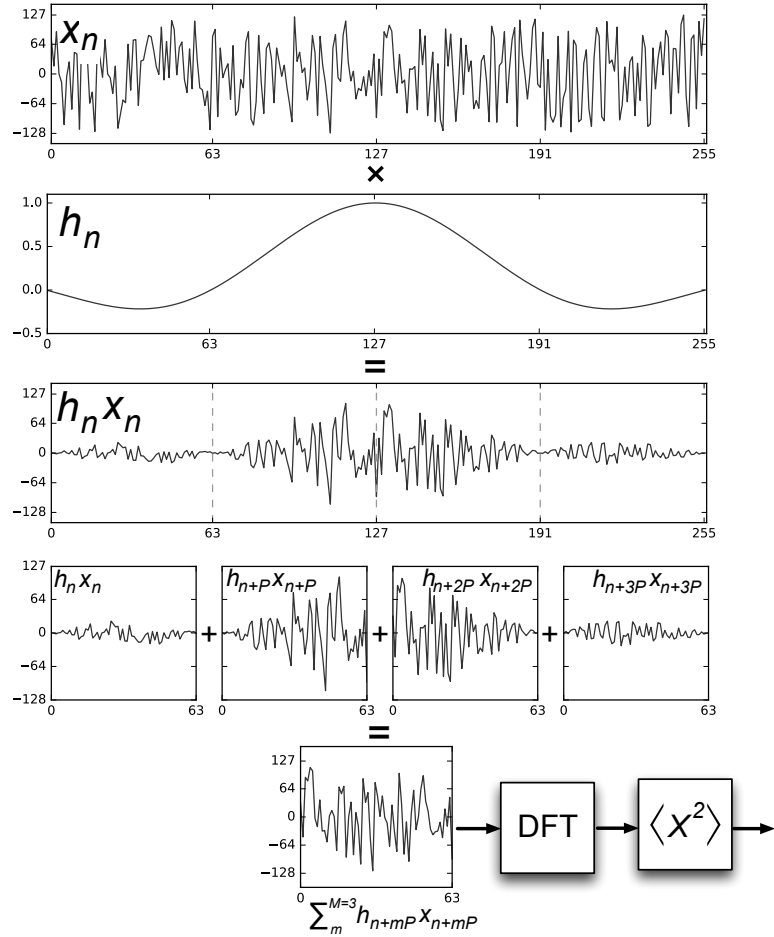 127
64
0
−64
−128
x_n
0 63 127 191 255
×
1.0
0.5
0.0
−0.5
h_n
0 63 127 191 255
=
127
64
0
−64
−128
h_n x_n
0 63 127 191 255
127
64
0
−64
−128
h_n x_n + h_{n+P} x_{n+P} + h_{n+2P} x_{n+2P} + h_{n+3P} x_{n+3P}
0 63 0 63 0 63 0 63
=
127
64
0
−64
−128
0 63
∑_m^{M=3} h_{n+mP} x_{n+mP}
DFT
⟨X²⟩